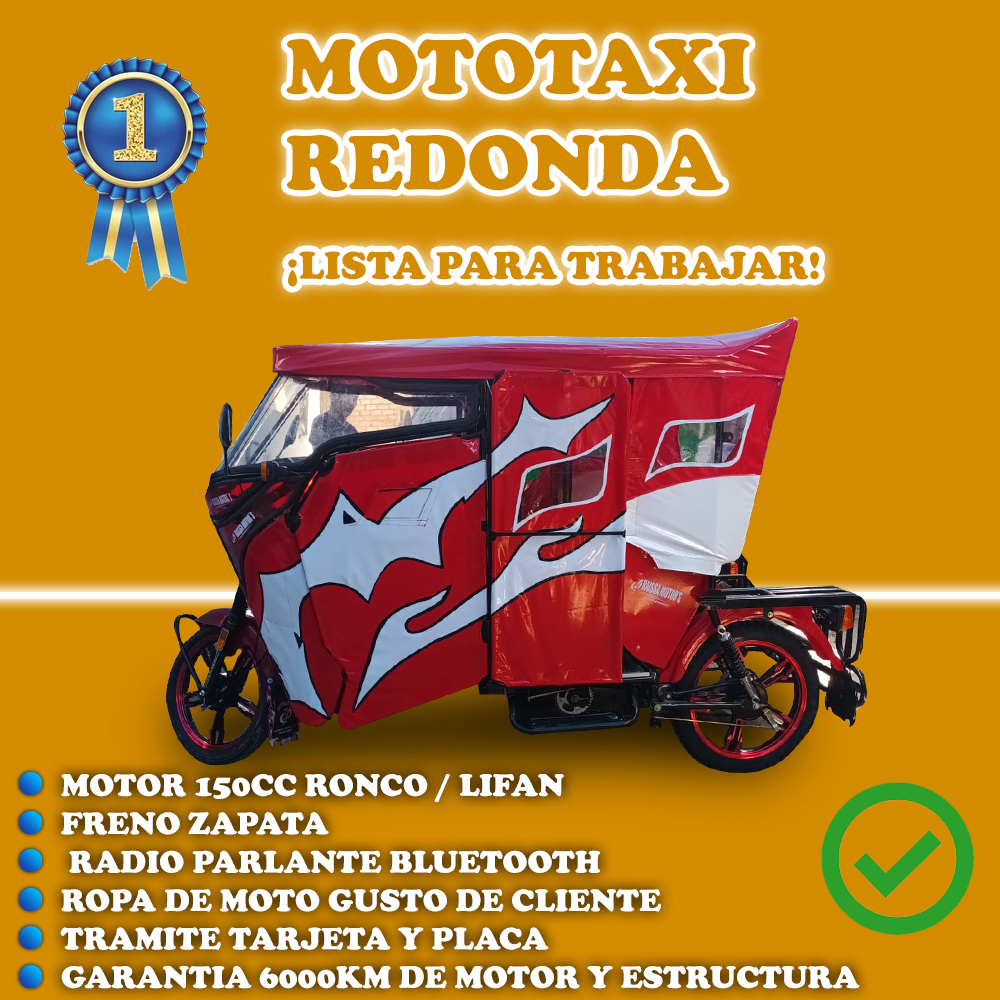 1
MOTOTAXI
REDONDA
¡LISTA PARA TRABAJAR!
MOTOR 150CC RONCO / LIFAN
FRENO ZAPATA
RADIO PARLANTE BLUETOOTH
ROPA DE MOTO GUSTO DE CLIENTE
TRAMITE TARJETA Y PLACA
GARANTIA 6000KM DE MOTOR Y ESTRUCTURA